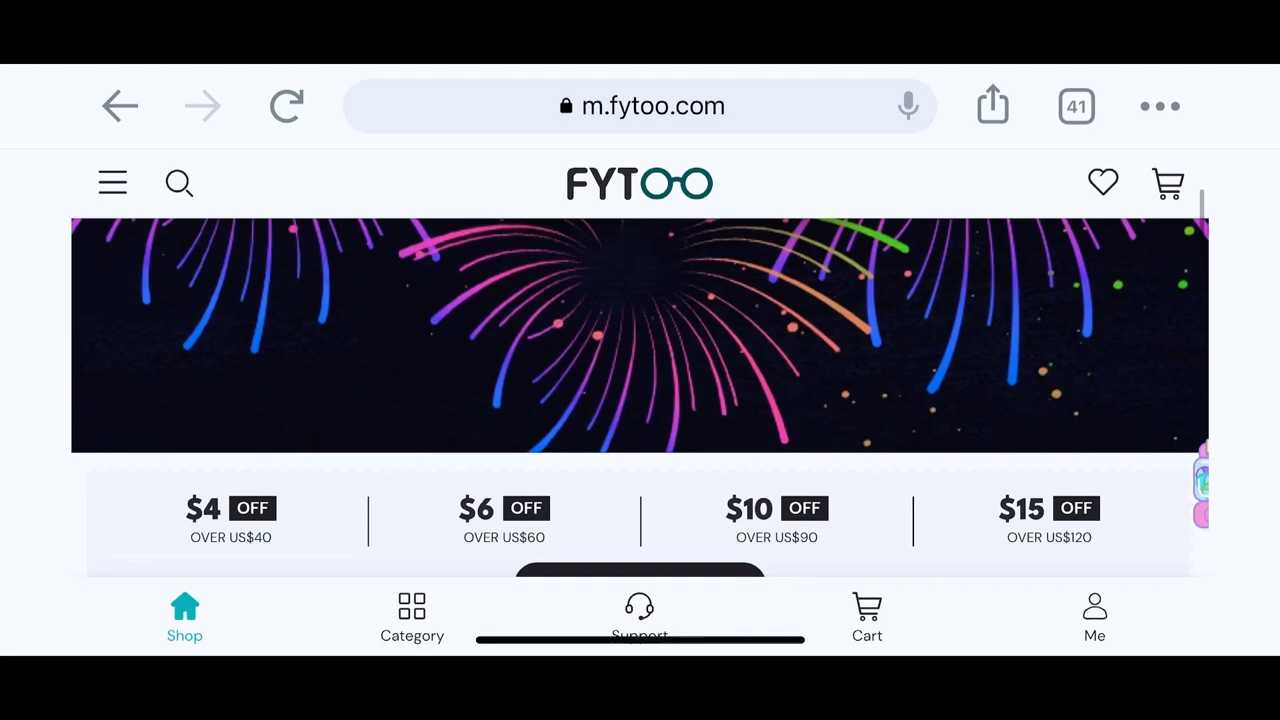 m.fytoo.com
41
FYTOO
$4 OFF
OVER US$40
$6 OFF
OVER US$60
$10 OFF
OVER US$90
$15 OFF
OVER US$120
Shop
Category
Support
Cart
Me